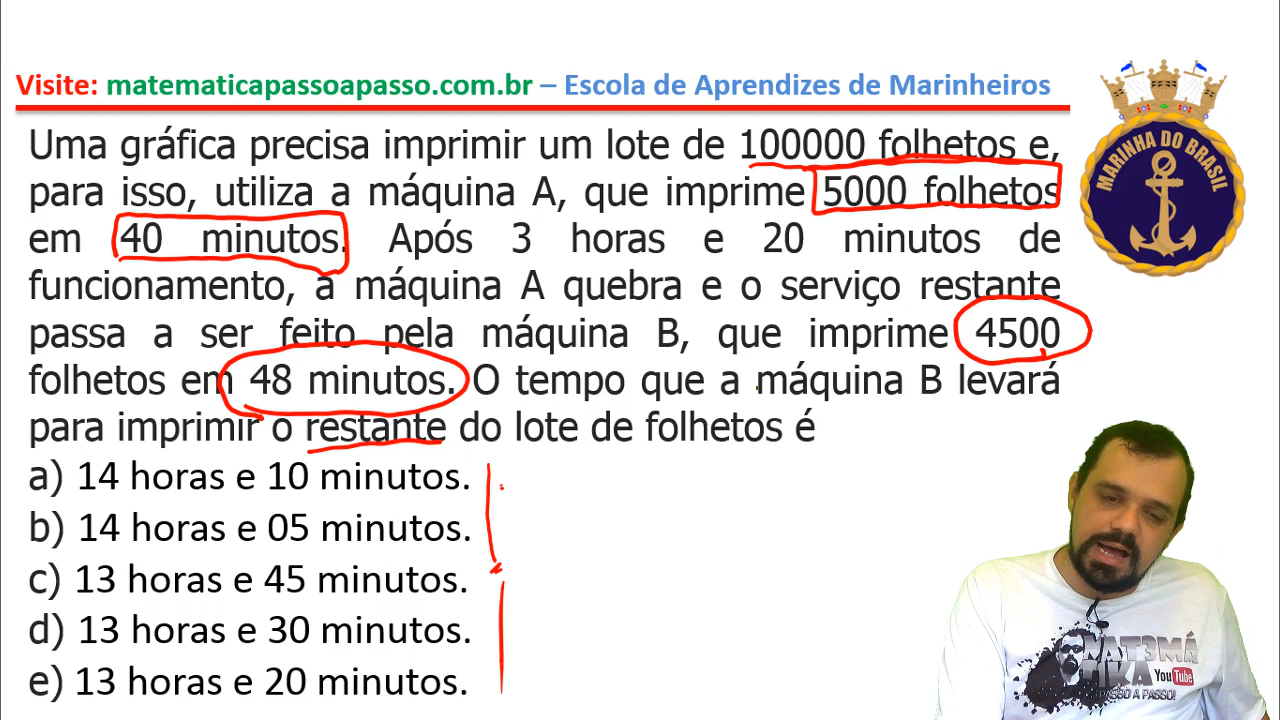 Visite: matematicapassoapasso.com.br – Escola de Aprendizes de Marinheiros
MARINHA DO BRASIL
Uma gráfica precisa imprimir um lote de 100000 folhetos e,
para isso, utiliza a máquina A, que imprime 5000 folhetos
em 40 minutos. Após 3 horas e 20 minutos de
funcionamento, a máquina A quebra e o serviço restante
passa a ser feito pela máquina B, que imprime 4500
folhetos em 48 minutos. O tempo que a máquina B levará
para imprimir o restante do lote de folhetos é
a) 14 horas e 10 minutos.
b) 14 horas e 05 minutos.
c) 13 horas e 45 minutos.
d) 13 horas e 30 minutos.
e) 13 horas e 20 minutos.
MAT3MÁ
TIKA
YouTube
PASSO A PASSO!